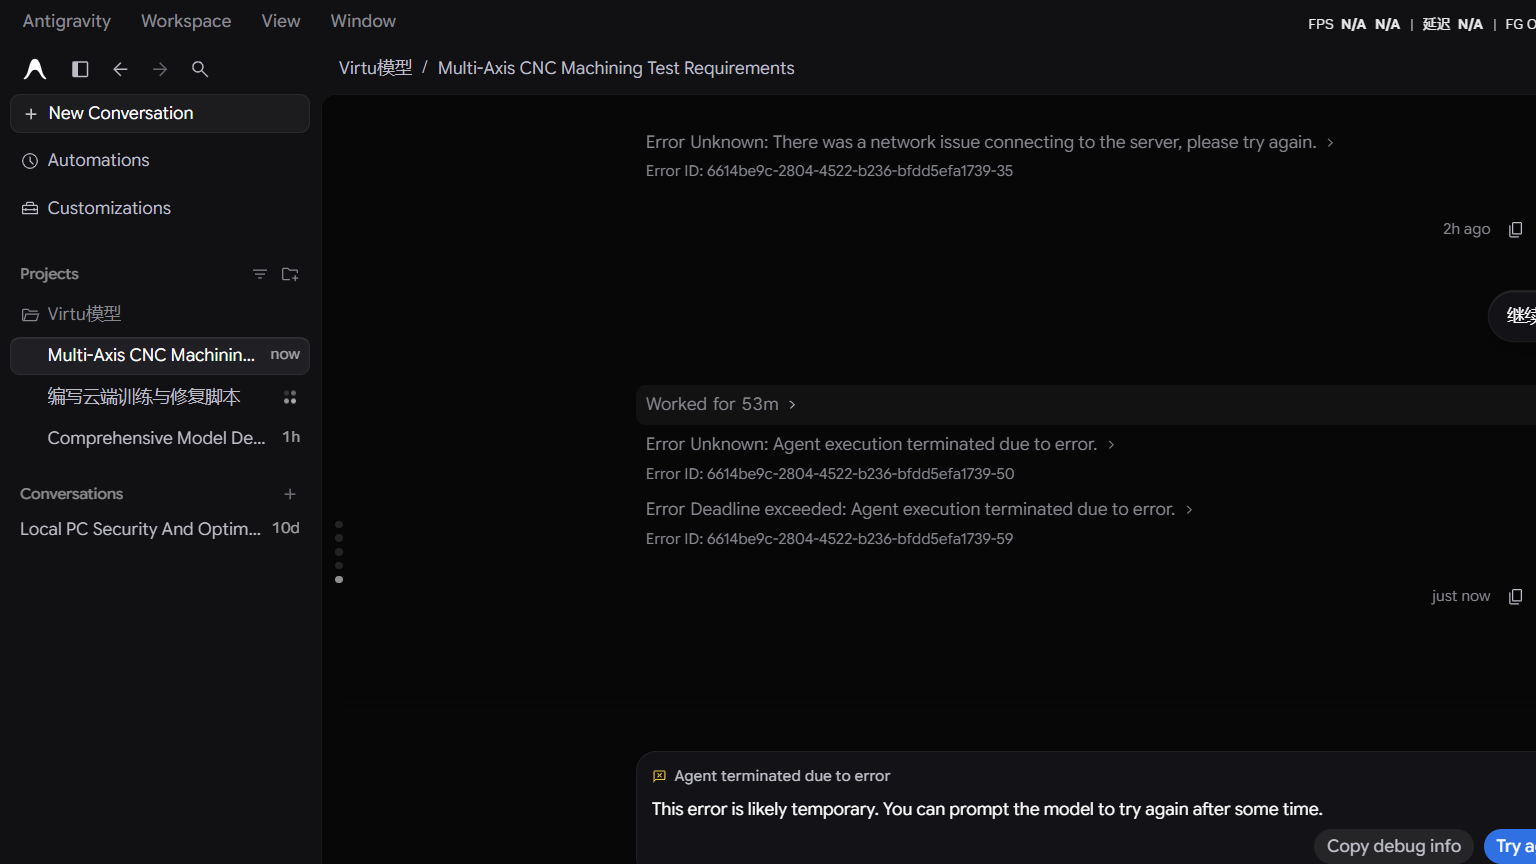 Antigravity Workspace View Window
FPS N/A N/A | 延迟 N/A | FG
Virtu模型 / Multi-Axis CNC Machining Test Requirements
New Conversation
Automations
Customizations
Projects
Virtu模型
Multi-Axis CNC Machinin... now
编写云端训练与修复脚本
Comprehensive Model De... 1h
Conversations
Local PC Security And Optim... 10d
Error Unknown: There was a network issue connecting to the server, please try again.
Error ID: 6614be9c-2804-4522-b236-bfdd5efa1739-35
2h ago
继续
Worked for 53m
Error Unknown: Agent execution terminated due to error.
Error ID: 6614be9c-2804-4522-b236-bfdd5efa1739-50
Error Deadline exceeded: Agent execution terminated due to error.
Error ID: 6614be9c-2804-4522-b236-bfdd5efa1739-59
just now
Agent terminated due to error
This error is likely temporary. You can prompt the model to try again after some time.
Copy debug info
Try